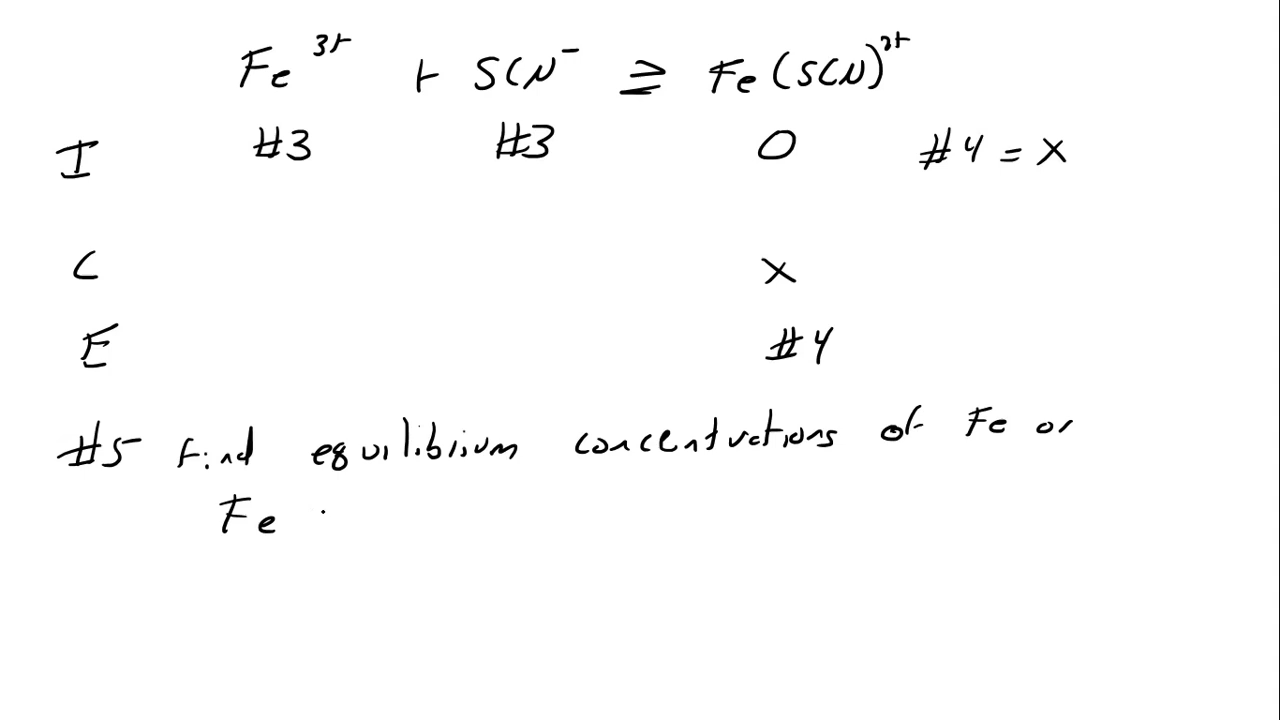 Fe³⁺ + SCN⁻ ⇌ Fe(SCN)²⁺
I #3 #3 0 #4 = x
C x
E #4
#5 Find equilibrium concentrations of Fe or
Fe